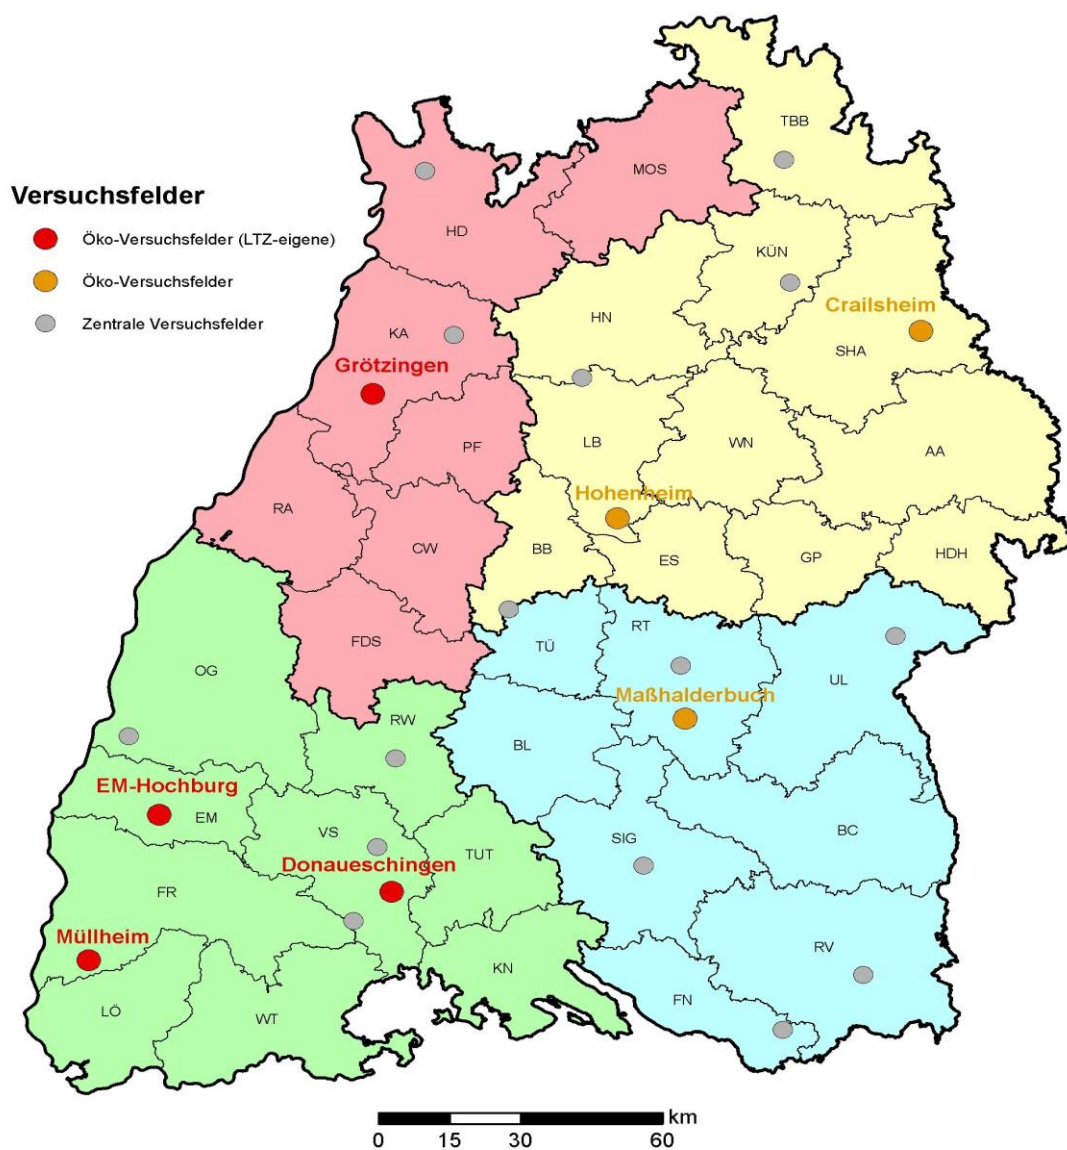 Versuchsfelder
Öko-Versuchsfelder (LTZ-eigene)
Öko-Versuchsfelder
Zentrale Versuchsfelder
TBB
MOS
HD
KÜN
Crailsheim
HN
KA
SHA
Grötzingen
LB
WN
PF
AA
Hohenheim
RA
CW
BB
ES
GP
HDH
RT
FDS
TÜ
OG
UL
Maßhalderbuch
RW
BL
EM-Hochburg
EM
VS
BC
SIG
TUT
Donaueschingen
FR
Müllheim
RV
KN
FN
LÖ
WT
km
0 15 30 60